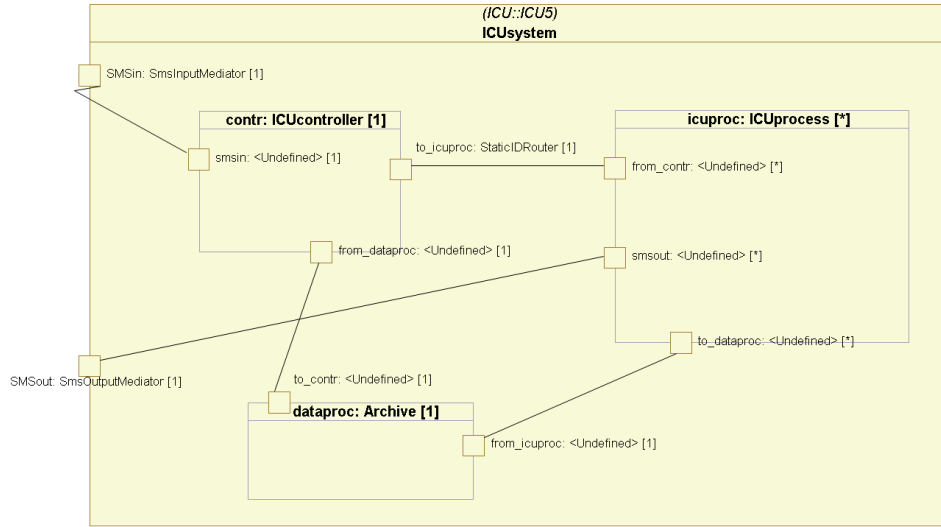 (ICU::ICU5)
ICUsystem
SMSin: SmsInputMediator [1]
contr: ICUcontroller [1]
icuproc: ICUprocess [*]
to_icuproc: StaticIDRouter [1]
smsin: <Undefined> [1]
from_contr: <Undefined> [*]
from_dataproc: <Undefined> [1]
smsout: <Undefined> [*]
to_dataproc: <Undefined> [*]
SMSout: SmsOutputMediator [1]
to_contr: <Undefined> [1]
dataproc: Archive [1]
from_icuproc: <Undefined> [1]